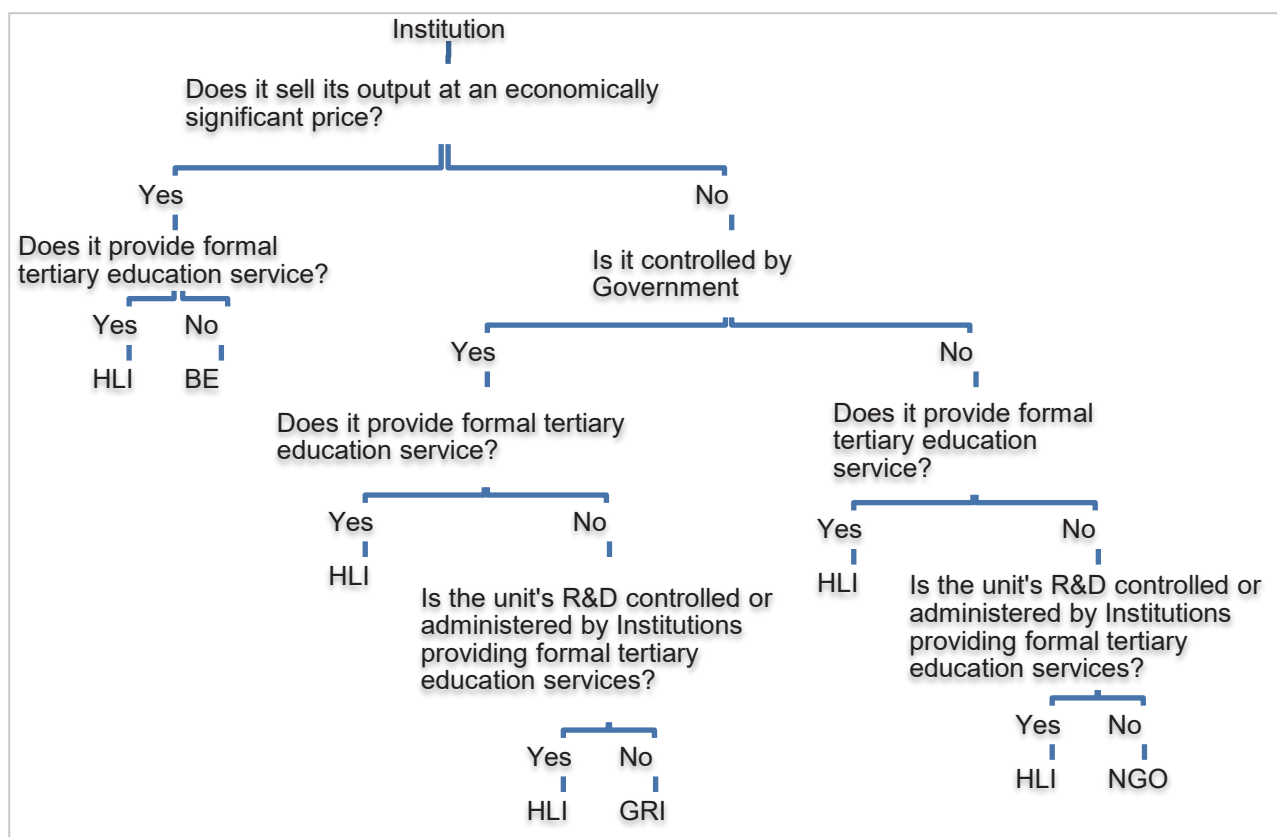 Institution
Does it sell its output at an economically
significant price?
Yes
No
Does it provide formal
tertiary education service?
Is it controlled by
Government
Yes
No
HLI
BE
Yes
No
Does it provide formal tertiary
education service?
Does it provide formal
tertiary education
service?
Yes
No
Yes
No
HLI
HLI
Is the unit's R&D controlled or
administered by Institutions
providing formal tertiary
education services?
Is the unit's R&D controlled or
administered by Institutions
providing formal tertiary
education services?
Yes
No
Yes
No
HLI
GRI
HLI
NGO